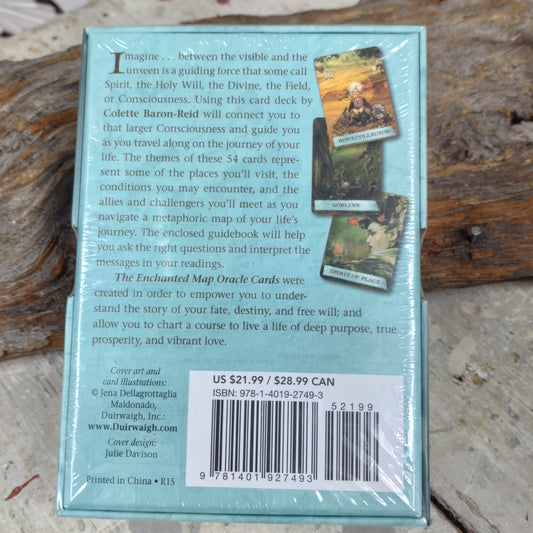 Imagine . . . between the visible and the
unseen is a guiding force that some call
Spirit, the Holy Will, the Divine, the Field,
or Consciousness. Using this card deck by
Colette Baron-Reid will connect you to
that larger Consciousness and guide you
as you travel along on the journey of your
life. The themes of these 54 cards repre-
sent some of the places you'll visit, the
conditions you may encounter, and the
allies and challengers you'll meet as you
navigate a metaphoric map of your life's
journey. The enclosed guidebook will help
you ask the right questions and interpret the
messages in your readings.
The Enchanted Map Oracle Cards were
created in order to empower you to under-
stand the story of your fate, destiny, and free will; and
allow you to chart a course to live a life of deep purpose, true
prosperity, and vibrant love.
BONE COLLECTOR
GOBLINS
SPIRIT OF PLACE
Cover art and
card illustrations:
© Jena Dellagrottaglia
Maldonado,
Duirwaigh, Inc.:
www.Duirwaigh.com
Cover design:
Julie Davison
Printed in China • R15
US $21.99 / $28.99 CAN
ISBN: 978-1-4019-2749-3
52199
9 781401 927493